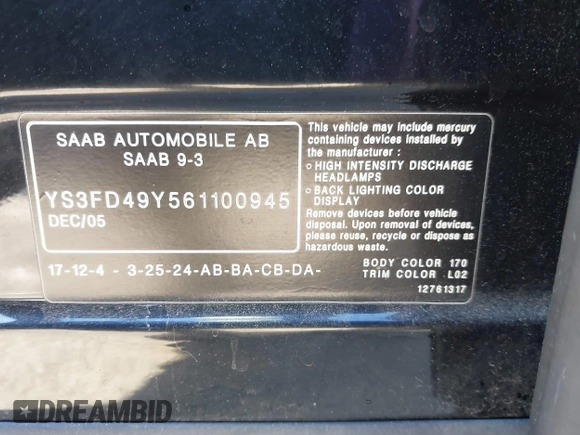 SAAB AUTOMOBILE AB
SAAB 9-3
YS3FD49Y561100945
DEC/05
17-12-4 - 3-25-24-AB-BA-CB-DA-
This vehicle may include mercury
containing devices installed by
the manufacturer:
o HIGH INTENSITY DISCHARGE
HEADLAMPS
o BACK LIGHTING COLOR
DISPLAY
Remove devices before vehicle
disposal. Upon removal of devices,
please reuse, recycle or dispose as
hazardous waste.
BODY COLOR 170
TRIM COLOR L02
12761317
DREAMBID